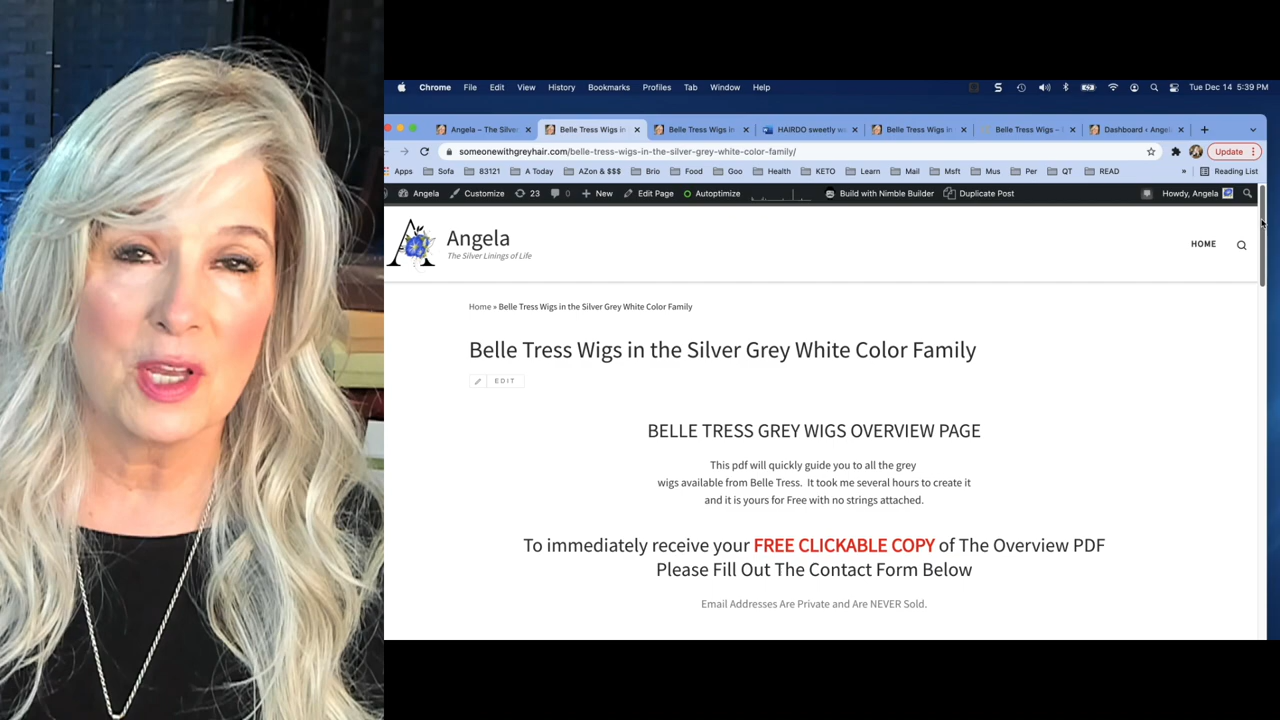 Chrome File Edit View History Bookmarks Profiles Tab Window Help
Tue Dec 14 5:39 PM
Angela – The Silver
Belle Tress Wigs in
Belle Tress Wigs in
HAIRDO sweetly wa
Belle Tress Wigs in
Belle Tress Wigs –
Dashboard ‹ Angel
someonewithgreyhair.com/belle-tress-wigs-in-the-silver-grey-white-color-family/
Update
Apps Sofa 83121 A Today AZon & $$$ Brio Food Goo Health KETO Learn Mail Msft Mus Per QT READ » Reading List
Angela Customize 23 0 + New Edit Page Autoptimize Build with Nimble Builder Duplicate Post Howdy, Angela
Angela
The Silver Linings of Life
HOME
Home » Belle Tress Wigs in the Silver Grey White Color Family
Belle Tress Wigs in the Silver Grey White Color Family
EDIT
BELLE TRESS GREY WIGS OVERVIEW PAGE
This pdf will quickly guide you to all the grey
wigs available from Belle Tress. It took me several hours to create it
and it is yours for Free with no strings attached.
To immediately receive your FREE CLICKABLE COPY of The Overview PDF
Please Fill Out The Contact Form Below
Email Addresses Are Private and Are NEVER Sold.